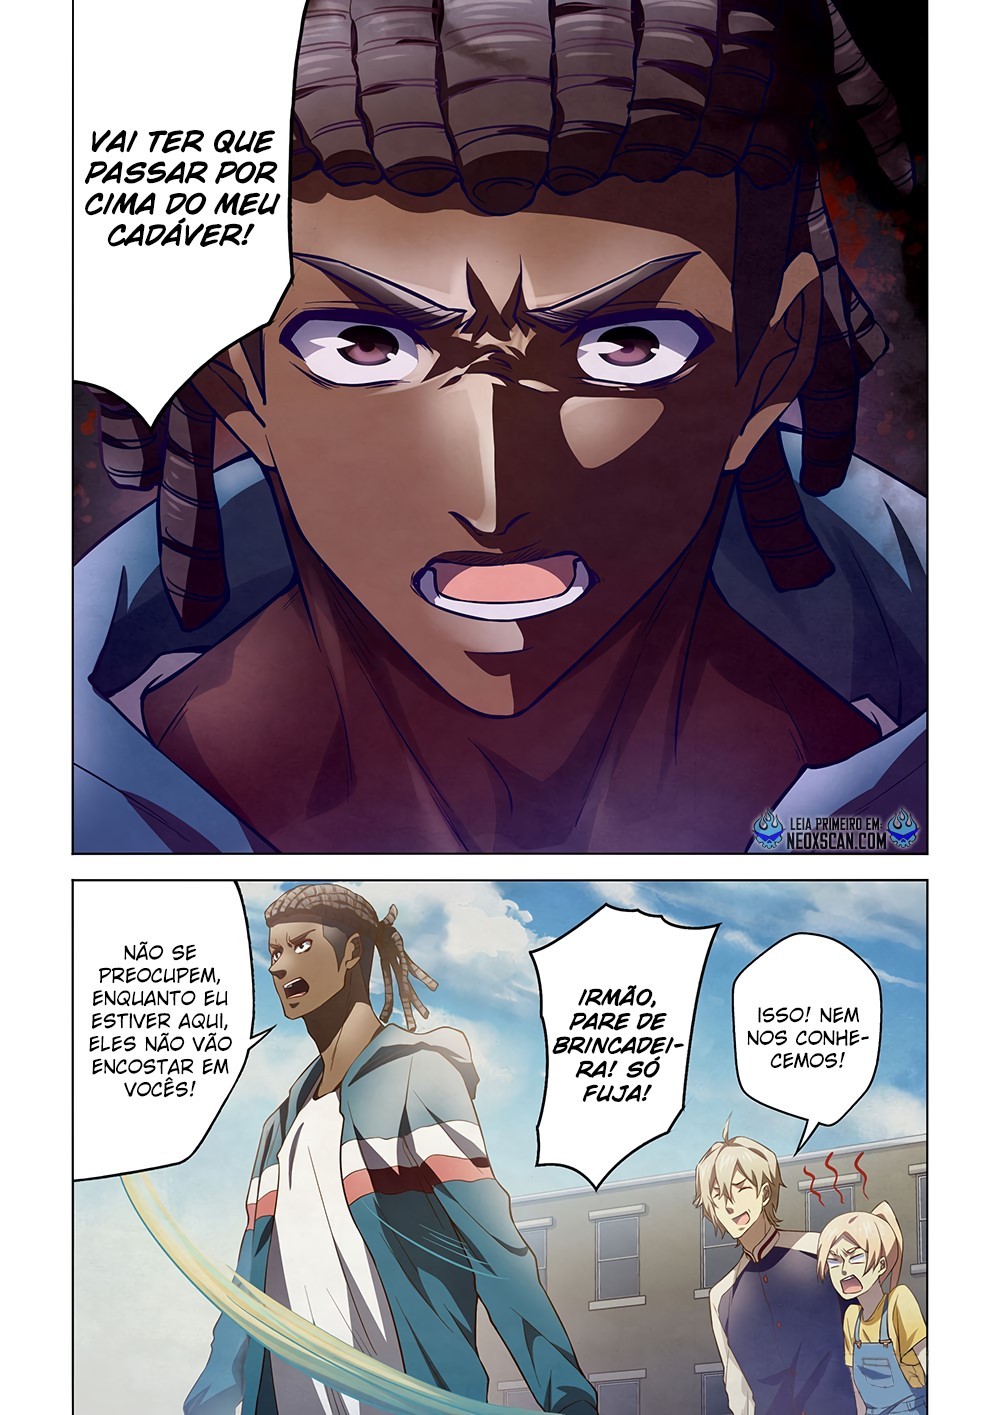 VAI TER QUE
PASSAR POR
CIMA DO MEU
CADÁVER!
LEIA PRIMEIRO EM:
NEOXSCAN.COM
NÃO SE
PREOCUPEM,
ENQUANTO EU
ESTIVER AQUI,
ELES NÃO VÃO
ENCOSTAR EM
VOCÊS!
IRMÃO,
PARE DE
BRINCADEI-
RA! SÓ
FUJA!
ISSO! NEM
NOS CONHE-
CEMOS!